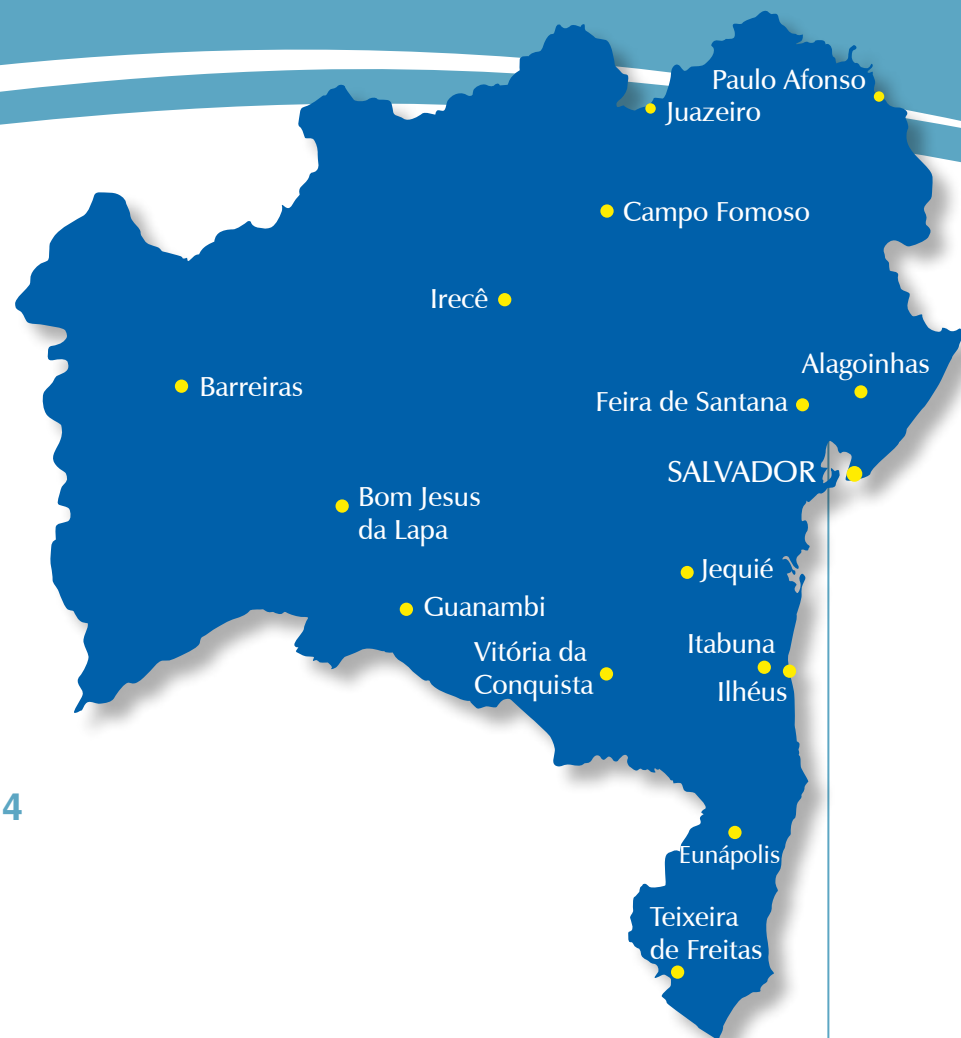 Paulo Afonso
Juazeiro
Campo Fomoso
Irecê
Alagoinhas
Barreiras
Feira de Santana
SALVADOR
Bom Jesus
da Lapa
Jequié
Guanambi
Itabuna
Vitória da
Conquista
Ilhéus
4
Eunápolis
Teixeira
de Freitas